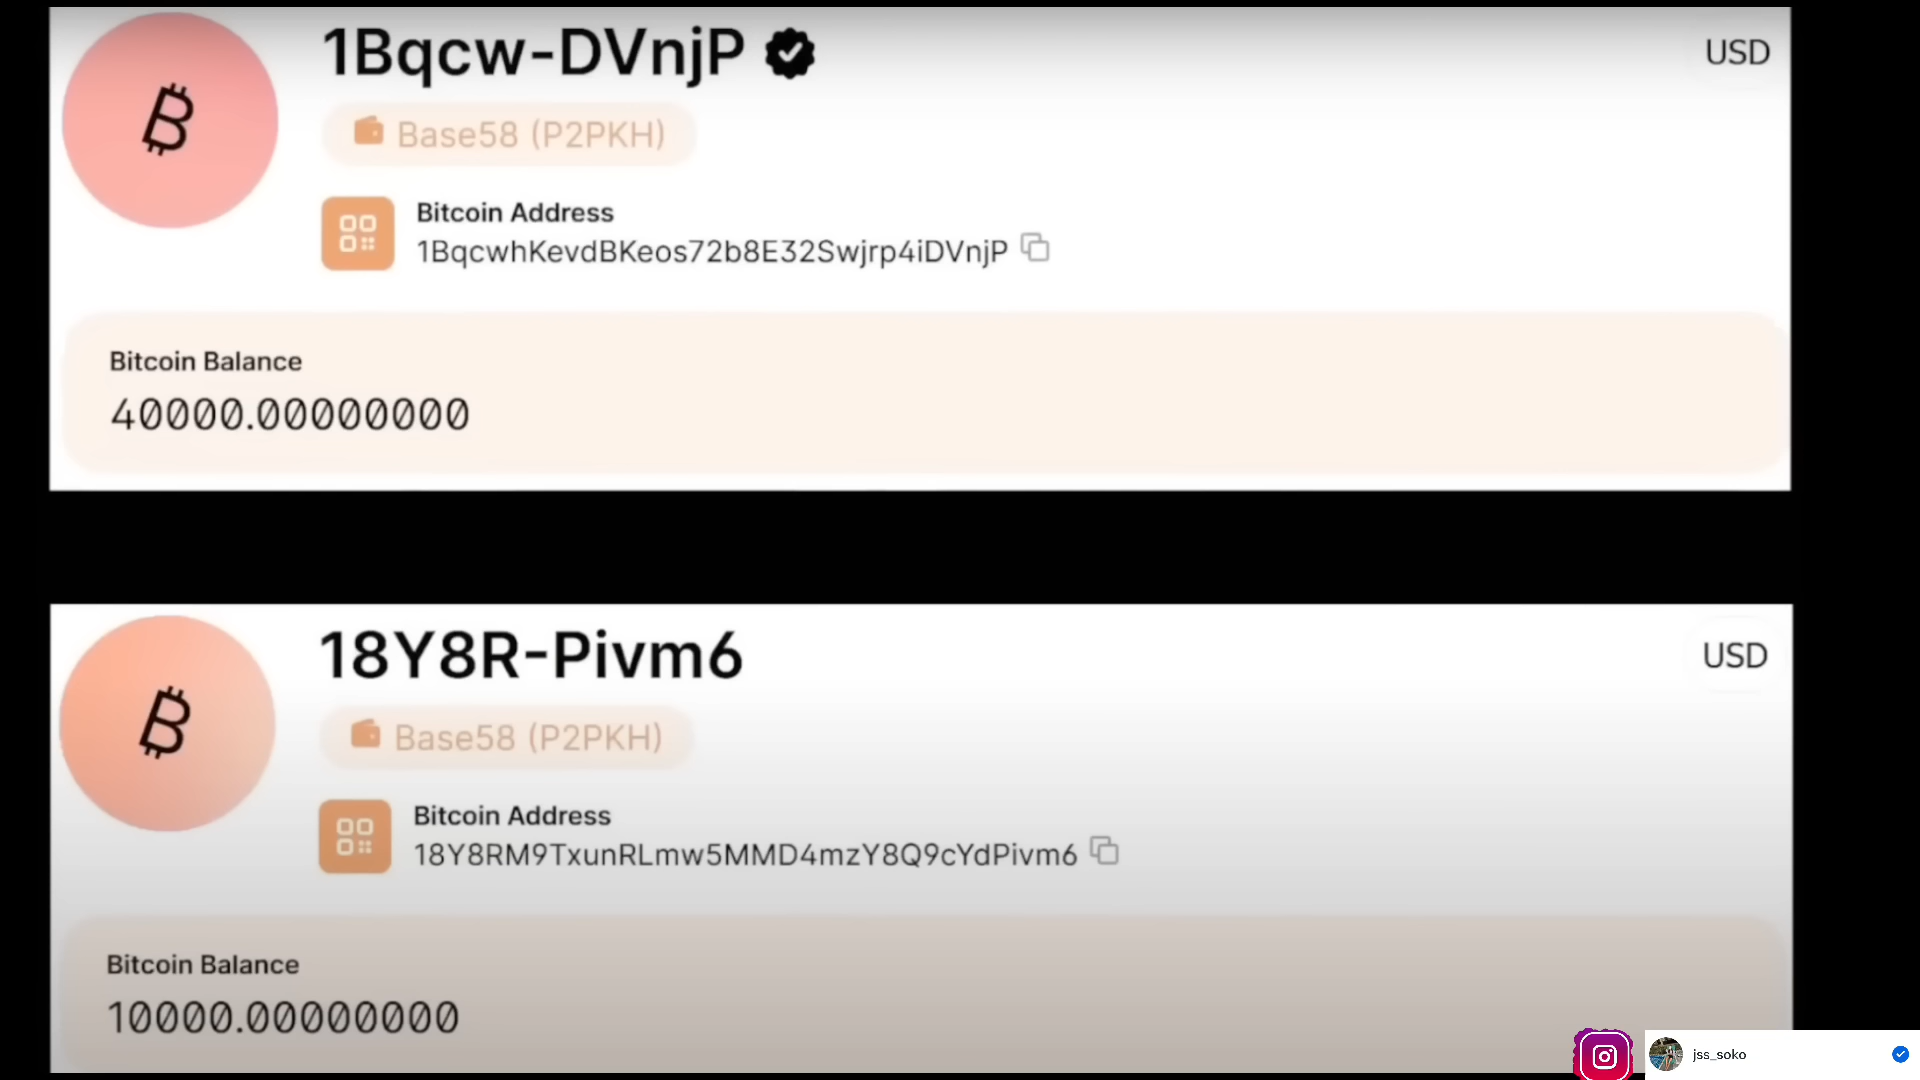 1Bqcw-DVnjP
USD
Base58 (P2PKH)
Bitcoin Address
1BqcwhKevdBKeos72b8E32Swjrp4iDVnjP
Bitcoin Balance
40000.00000000
18Y8R-Pivm6
USD
Base58 (P2PKH)
Bitcoin Address
18Y8RM9TxunRLmw5MMD4mzY8Q9cYdPivm6
Bitcoin Balance
10000.00000000
jss_soko